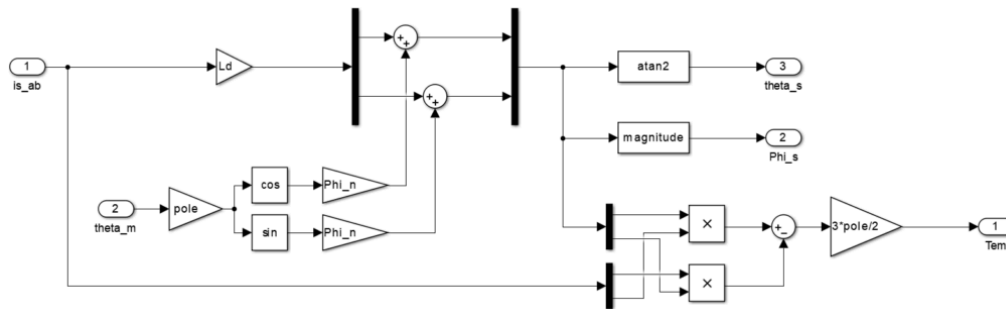 1
is_ab
Ld
+
+
+
+
atan2
3
theta_s
magnitude
2
Phi_s
2
theta_m
pole
cos
Phi_n
sin
Phi_n
×
+
−
3*pole/2
1
Tem
×